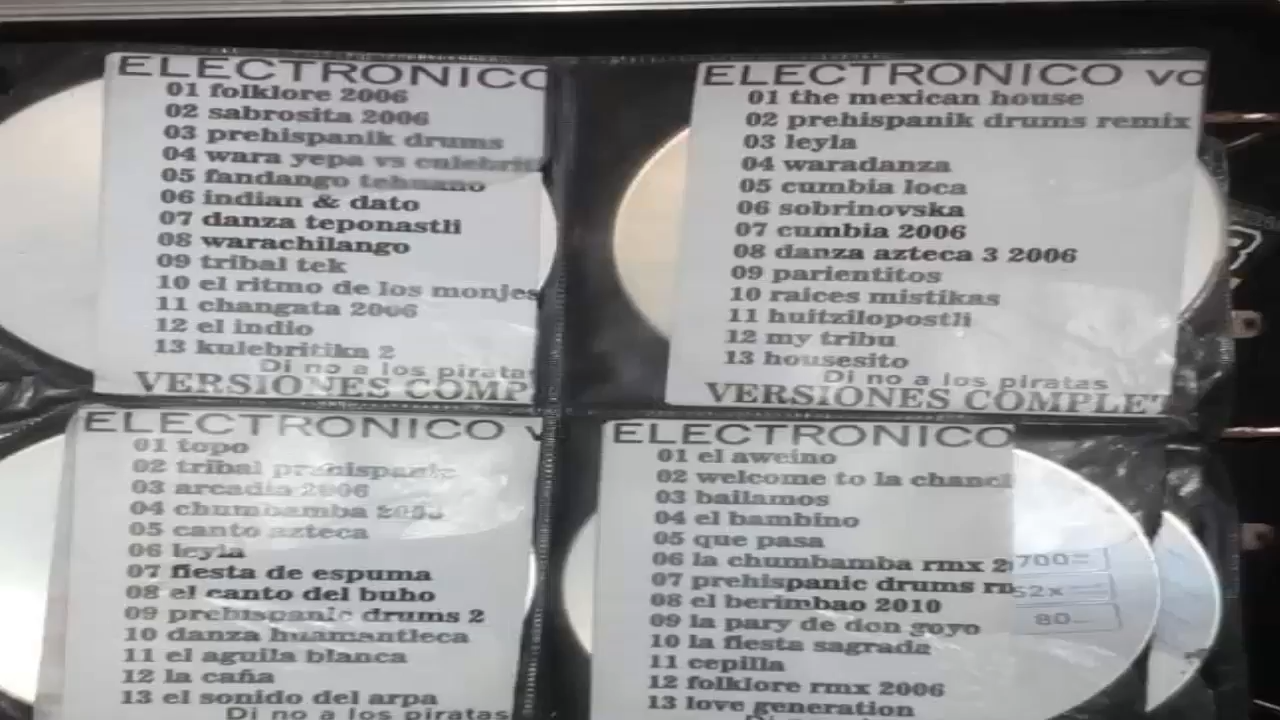 ELECTRONICO
01 folklore 2006
02 sabrosita 2006
03 prehispanik drums
04 wara yepa vs culebriti
05 fandango tehuano
06 indian & dato
07 danza teponastli
08 warachilango
09 tribal tek
10 el ritmo de los monjes
11 changata 2006
12 el indio
13 kulebritika 2
Di no a los piratas
VERSIONES COMP
ELECTRONICO vo
01 the mexican house
02 prehispanik drums remix
03 leyla
04 waradanza
05 cumbia loca
06 sobrinovska
07 cumbia 2006
08 danza azteca 3 2006
09 parientitos
10 raices mistikas
11 huitzilopostli
12 my tribu
13 housesito
Di no a los piratas
VERSIONES COMPLET
ELECTRONICO v
01 topo
02 tribal prehispanic
03 arcadia 2006
04 chumbamba
05 canto azteca
06 leyla
07 fiesta de espuma
08 el canto del buho
09 prehispanic drums 2
10 danza huamantleca
11 el aguila blanca
12 la caña
13 el sonido del arpa
Di no a los piratas
ELECTRONICO
01 el aweino
02 welcome to la chancl
03 bailamos
04 el bambino
05 que pasa
06 la chumbamba rmx 2
07 prehispanic drums rm
08 el berimbao 2010
09 la pary de don goyo
10 la fiesta sagrada
11 cepilla
12 folklore rmx 2006
13 love generation
700
52x
80